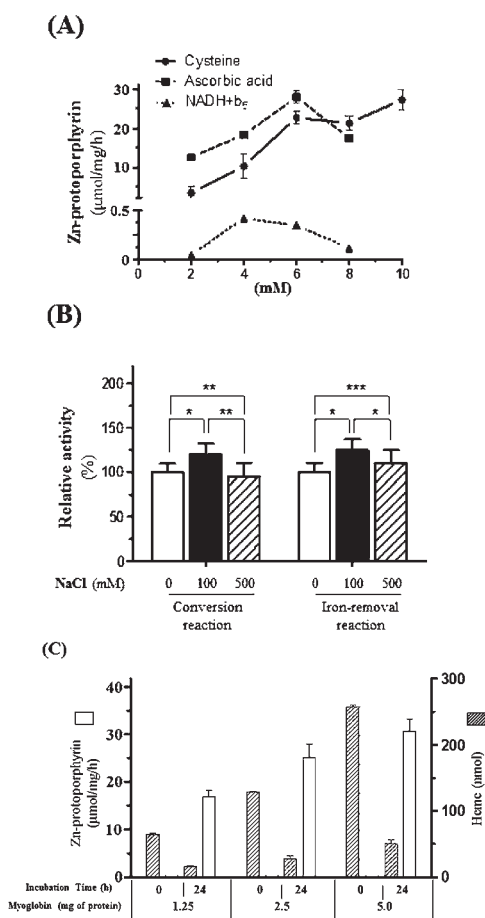 (A)
Cysteine
Ascorbic acid
NADH+b5
Zn-protoporphyrin
(μmol/mg/h)
30
20
10
0.5
0
0 2 4 6 8 10
(mM)
(B)
Relative activity
(%)
200
150
100
50
0
** ***
* ** * *
NaCl (mM) 0 100 500 0 100 500
Conversion reaction Iron-removal reaction
(C)
Zn-protoporphyrin
(μmol/mg/h)
40
30
20
10
0
Heme (nmol)
300
200
100
0
Incubation Time (h) 0 24 0 24 0 24
Myoglobin (mg of protein) 1.25 2.5 5.0